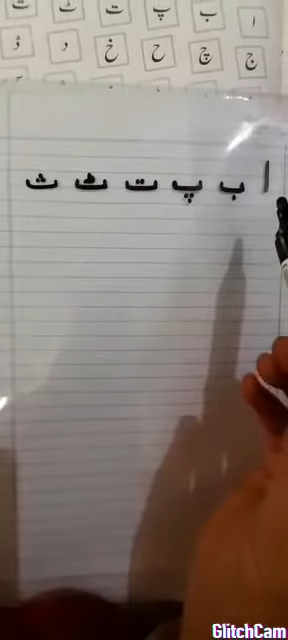 ا ب پ ت ٹ ث
ج چ ح خ د ڈ
ا ب پ ت ٹ ث
GlitchCam